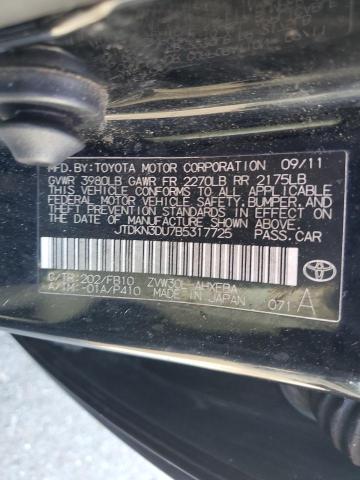 MFD.BY:TOYOTA MOTOR CORPORATION 09/11
GVWR 3980LB GAWR FR 2270LB RR 2175LB
THIS VEHICLE CONFORMS TO ALL APPLICABLE
FEDERAL MOTOR VEHICLE SAFETY, BUMPER, AND
THEFT PREVENTION STANDARDS IN EFFECT ON THE
DATE OF MANUFACTURE SHOWN ABOVE.
JTDKN3DU7B5317725 PASS.CAR
C/TR:202/FB10 ZVW30L-AHXEBA
A/TM:-01A/P410 MADE IN JAPAN 071 A
TOYOTA